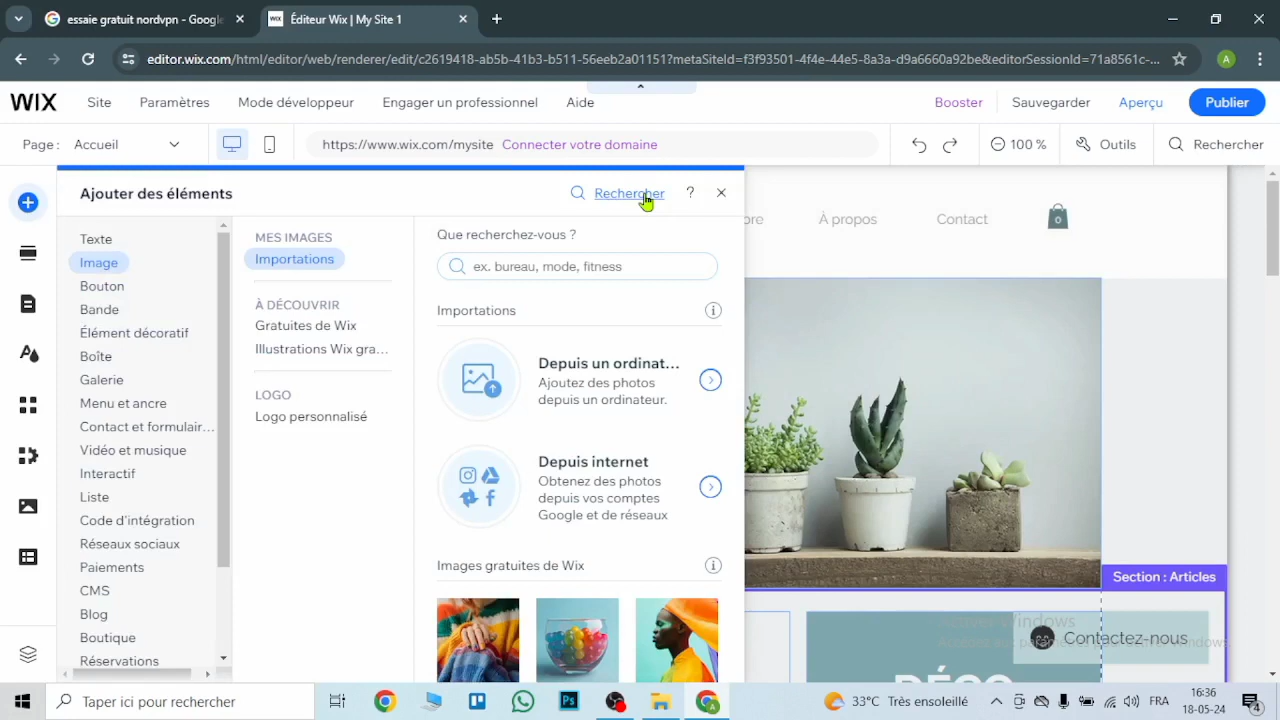 essaie gratuit nordvpn - Google
WiX Éditeur Wix | My Site 1
editor.wix.com/html/editor/web/renderer/edit/c2619418-ab5b-41b3-b511-56eeb2a01151?metaSiteId=f3f93501-4f4e-44e5-8a3a-d9a6660a92be&editorSessionId=71a8561c-...
A
WiX Site Paramètres Mode développeur Engager un professionnel Aide Booster Sauvegarder Aperçu Publier
Page : Accueil https://www.wix.com/mysite Connecter votre domaine 100 % Outils Rechercher
Ajouter des éléments Rechercher ?
ore À propos Contact 0
Texte
Image
Bouton
Bande
Élément décoratif
Boîte
Galerie
Menu et ancre
Contact et formulair...
Vidéo et musique
Interactif
Liste
Code d'intégration
Réseaux sociaux
Paiements
CMS
Blog
Boutique
Réservations
MES IMAGES
Importations
À DÉCOUVRIR
Gratuites de Wix
Illustrations Wix gra...
LOGO
Logo personnalisé
Que recherchez-vous ?
ex. bureau, mode, fitness
Importations
Depuis un ordinat...
Ajoutez des photos
depuis un ordinateur.
Depuis internet
Obtenez des photos
depuis vos comptes
Google et de réseaux
Images gratuites de Wix
Section : Articles
Activer Windows
Contactez-nous
DÉCO
Taper ici pour rechercher
33°C Très ensoleillé
FRA
16:36
18-05-24
4